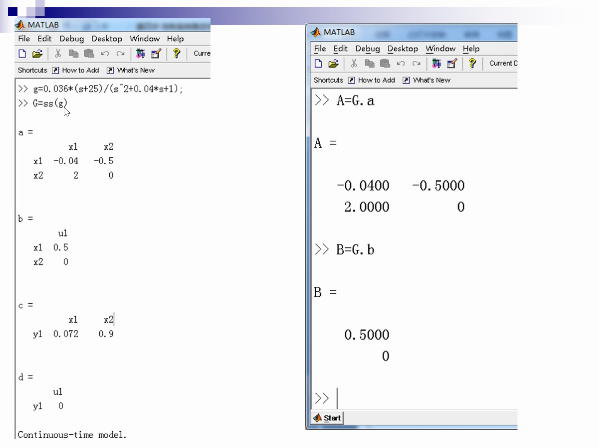 MATLAB
File Edit Debug Desktop Window Help
Curre
Shortcuts How to Add What's New
>> g=0.036*(s+25)/(s^2+0.04*s+1);
>> G=ss(g)
a =
x1 x2
x1 -0.04 -0.5
x2 2 0
b =
u1
x1 0.5
x2 0
c =
x1 x2
y1 0.072 0.9
d =
u1
y1 0
Continuous-time model.
MATLAB
File Edit Debug Desktop Window Help
Current D
Shortcuts How to Add What's New
>> A=G.a
A =
-0.0400 -0.5000
2.0000 0
>> B=G.b
B =
0.5000
0
>>
Start